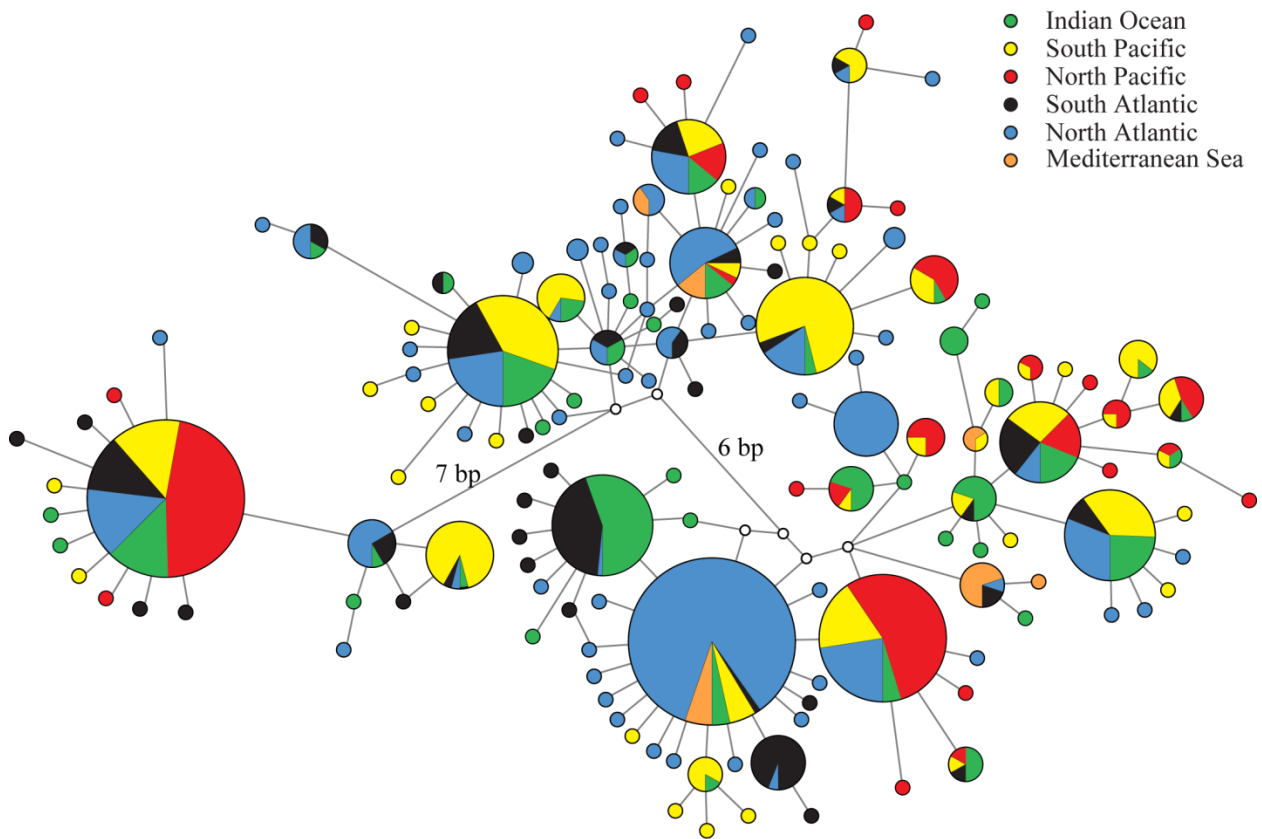 Indian Ocean
South Pacific
North Pacific
South Atlantic
North Atlantic
Mediterranean Sea
7 bp
6 bp